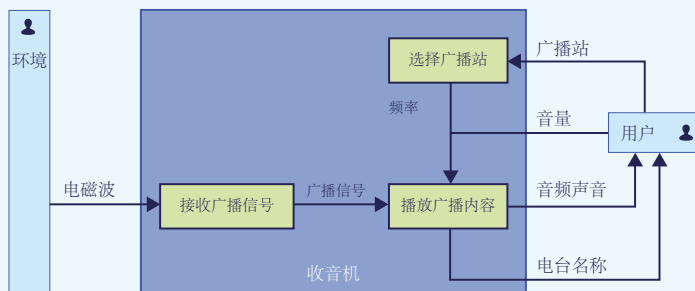 环境
选择广播站
广播站
频率
音量
用户
电磁波
接收广播信号
广播信号
播放广播内容
音频声音
收音机
电台名称